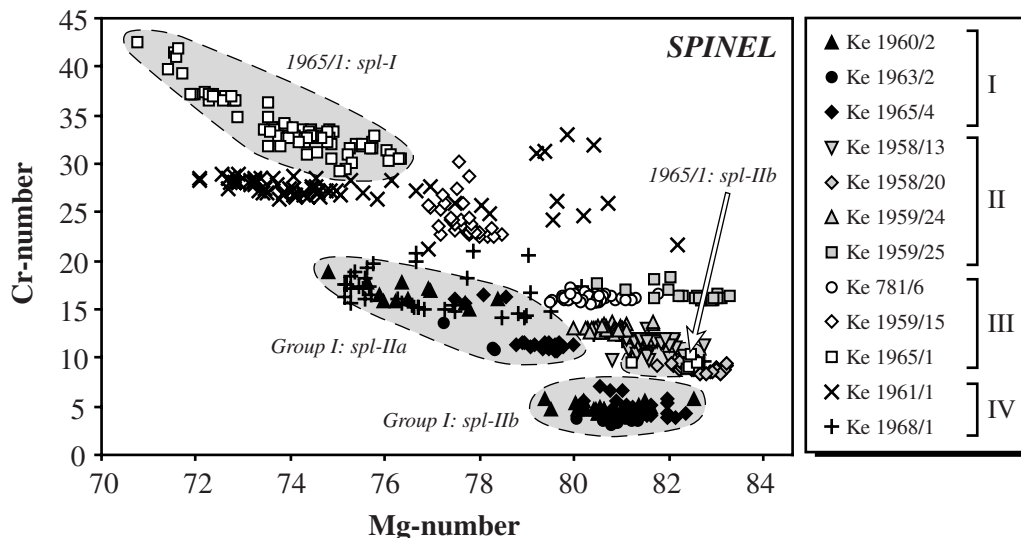 SPINEL
1965/1: spl-I
1965/1: spl-IIb
Group I: spl-IIa
Group I: spl-IIb
Cr-number
45
40
35
30
25
20
15
10
5
0
70 72 74 76 78 80 82 84
Mg-number
Ke 1960/2
Ke 1963/2
Ke 1965/4
I
Ke 1958/13
Ke 1958/20
Ke 1959/24
Ke 1959/25
II
Ke 781/6
Ke 1959/15
Ke 1965/1
III
Ke 1961/1
Ke 1968/1
IV